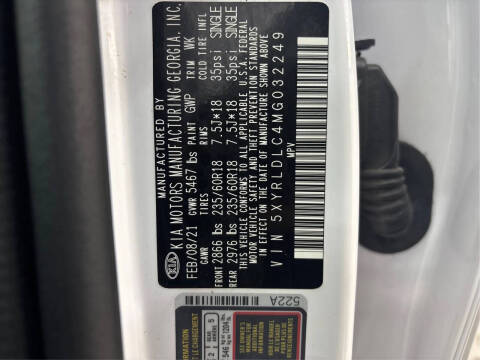 MANUFACTURED BY
KIA KIA MOTORS MANUFACTURING GEORGIA, INC.
FEB/08/21 GVWR 5467 lbs PAINT GWP TRIM WK
GAWR TIRES RIMS COLD TIRE INFL
FRONT 2866 lbs 235/60R18 7.5J*18 35psi SINGLE
REAR 2976 lbs 235/60R18 7.5J*18 35psi SINGLE
THIS VEHICLE CONFORMS TO ALL APPLICABLE U.S.A. FEDERAL
MOTOR VEHICLE SAFETY AND THEFT PREVENTION STANDARDS
IN EFFECT ON THE DATE OF MANUFACTURE SHOWN ABOVE
VIN 5XYRLDLC4MG032249
MPV
522A